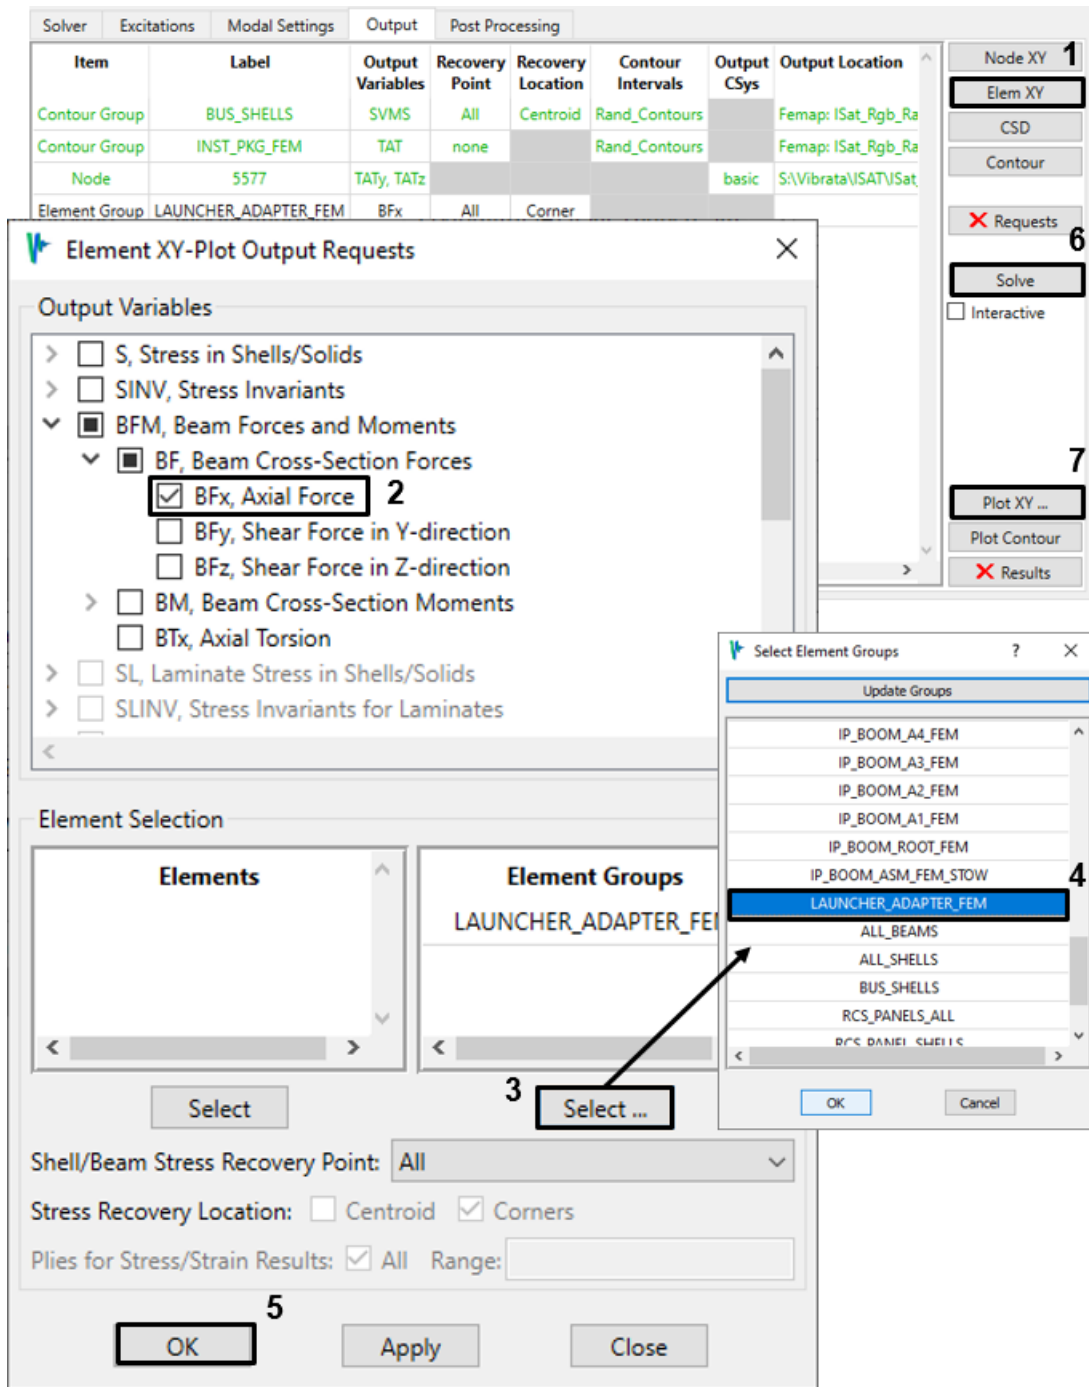 Solver Excitations Modal Settings Output Post Processing
Item Label Output Variables Recovery Point Recovery Location Contour Intervals Output CSys Output Location
Contour Group BUS_SHELLS SVMS All Centroid Rand_Contours Femap: ISat_Rgb_Ra
Contour Group INST_PKG_FEM TAT none Rand_Contours Femap: ISat_Rgb_Ra
Node 5577 TATy, TATz basic S:\Vibrata\ISAT\ISat_
Element Group LAUNCHER_ADAPTER_FEM BFx All Corner
Node XY 1
Elem XY
CSD
Contour
Requests
6
Solve
Interactive
7
Plot XY ...
Plot Contour
Results
Element XY-Plot Output Requests
Output Variables
S, Stress in Shells/Solids
SINV, Stress Invariants
BFM, Beam Forces and Moments
BF, Beam Cross-Section Forces
BFx, Axial Force 2
BFy, Shear Force in Y-direction
BFz, Shear Force in Z-direction
BM, Beam Cross-Section Moments
BTx, Axial Torsion
SL, Laminate Stress in Shells/Solids
SLINV, Stress Invariants for Laminates
Element Selection
Elements Element Groups
LAUNCHER_ADAPTER_FEM
Select 3 Select ...
Shell/Beam Stress Recovery Point: All
Stress Recovery Location: Centroid Corners
Plies for Stress/Strain Results: All Range:
5
OK Apply Close
Select Element Groups ?
Update Groups
IP_BOOM_A4_FEM
IP_BOOM_A3_FEM
IP_BOOM_A2_FEM
IP_BOOM_A1_FEM
IP_BOOM_ROOT_FEM
IP_BOOM_ASM_FEM_STOW
4
LAUNCHER_ADAPTER_FEM
ALL_BEAMS
ALL_SHELLS
BUS_SHELLS
RCS_PANELS_ALL
RCS_PANEL_SHELLS
OK Cancel